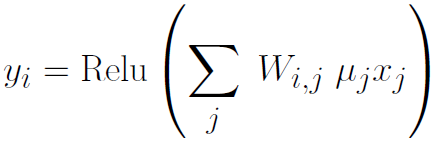 y_i = Relu ( ∑_j W_{i,j} μ_j x_j )